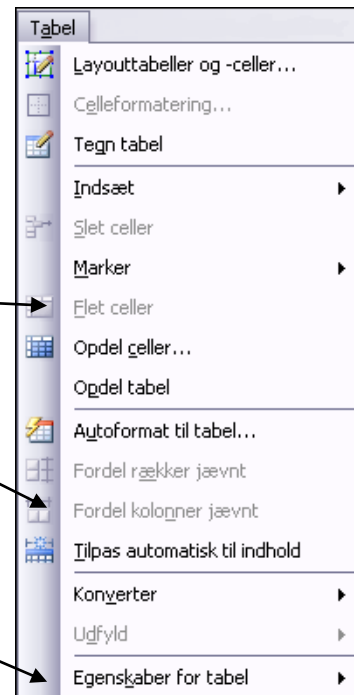 Tabel
Layouttabeller og -celler...
Celleformatering...
Tegn tabel
Indsæt
Slet celler
Marker
Flet celler
Opdel celler...
Opdel tabel
Autoformat til tabel...
Fordel rækker jævnt
Fordel kolonner jævnt
Tilpas automatisk til indhold
Konverter
Udfyld
Egenskaber for tabel